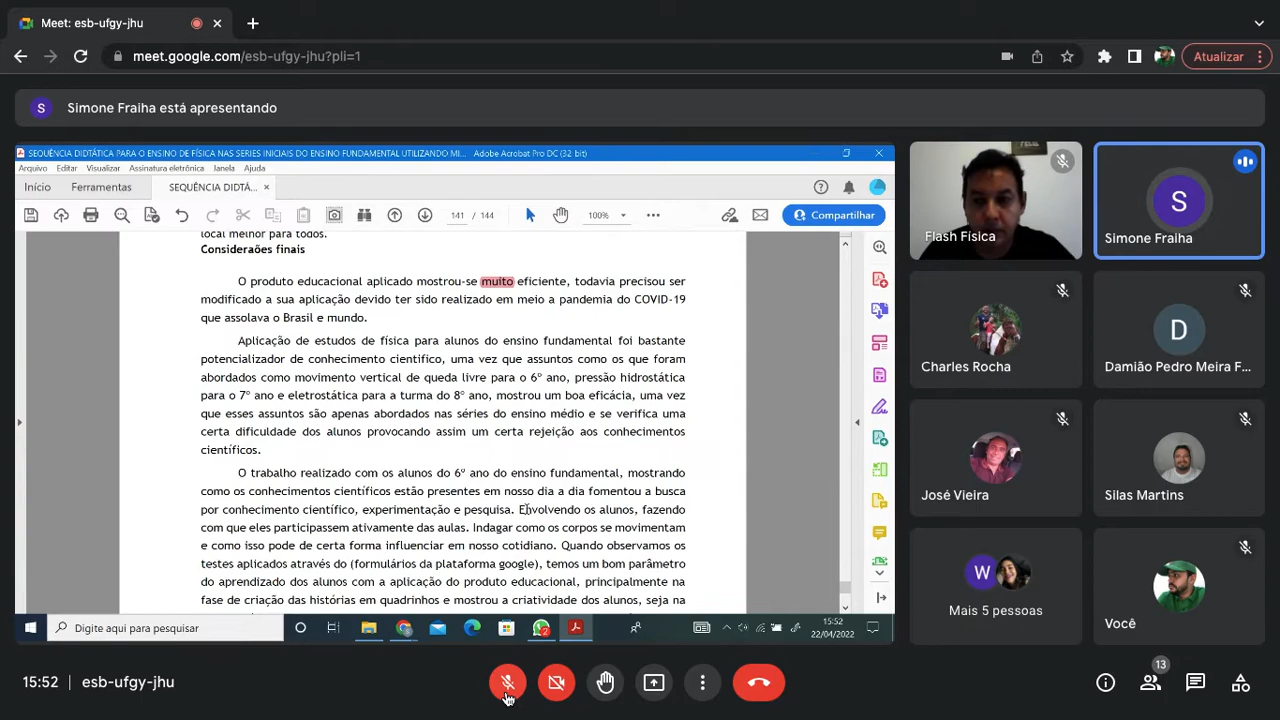 Meet: esb-ufgy-jhu
meet.google.com/esb-ufgy-jhu?pli=1
Atualizar
S
Simone Fraiha está apresentando
SEQUÊNCIA DIDTÁTICA PARA O ENSINO DE FÍSICA NAS SERIES INICIAIS DO ENSINO FUNDAMENTAL UTILIZANDO MI... - Adobe Acrobat Pro DC (32 bit)
Arquivo Editar Visualizar Assinatura eletrônica Janela Ajuda
Início Ferramentas SEQUÊNCIA DIDTÁ...
141 / 144 100% Compartilhar
local melhor para todos.
Consideraões finais
O produto educacional aplicado mostrou-se muito eficiente, todavia precisou ser
modificado a sua aplicação devido ter sido realizado em meio a pandemia do COVID-19
que assolava o Brasil e mundo.
Aplicação de estudos de física para alunos do ensino fundamental foi bastante
potencializador de conhecimento cientifico, uma vez que assuntos como os que foram
abordados como movimento vertical de queda livre para o 6º ano, pressão hidrostática
para o 7º ano e eletrostática para a turma do 8º ano, mostrou um boa eficácia, uma vez
que esses assuntos são apenas abordados nas séries do ensino médio e se verifica uma
certa dificuldade dos alunos provocando assim um certa rejeição aos conhecimentos
científicos.
O trabalho realizado com os alunos do 6º ano do ensino fundamental, mostrando
como os conhecimentos científicos estão presentes em nosso dia a dia fomentou a busca
por conhecimento científico, experimentação e pesquisa. Envolvendo os alunos, fazendo
com que eles participassem ativamente das aulas. Indagar como os corpos se movimentam
e como isso pode de certa forma influenciar em nosso cotidiano. Quando observamos os
testes aplicados através do (formulários da plataforma google), temos um bom parâmetro
do aprendizado dos alunos com a aplicação do produto educacional, principalmente na
fase de criação das histórias em quadrinhos e mostrou a criatividade dos alunos, seja na
Digite aqui para pesquisar
15:52
22/04/2022
Flash Física
S
Simone Fraiha
Charles Rocha
D
Damião Pedro Meira F...
José Vieira
Silas Martins
W
Mais 5 pessoas
Você
15:52 | esb-ufgy-jhu
13